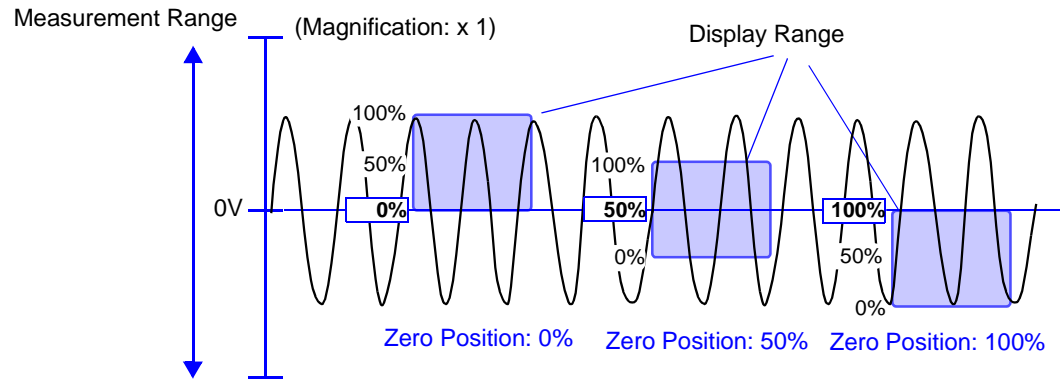 Measurement Range
(Magnification: x 1)
Display Range
100%
50%
0%
100%
50%
0%
100%
50%
0%
0V
Zero Position: 0%
Zero Position: 50%
Zero Position: 100%